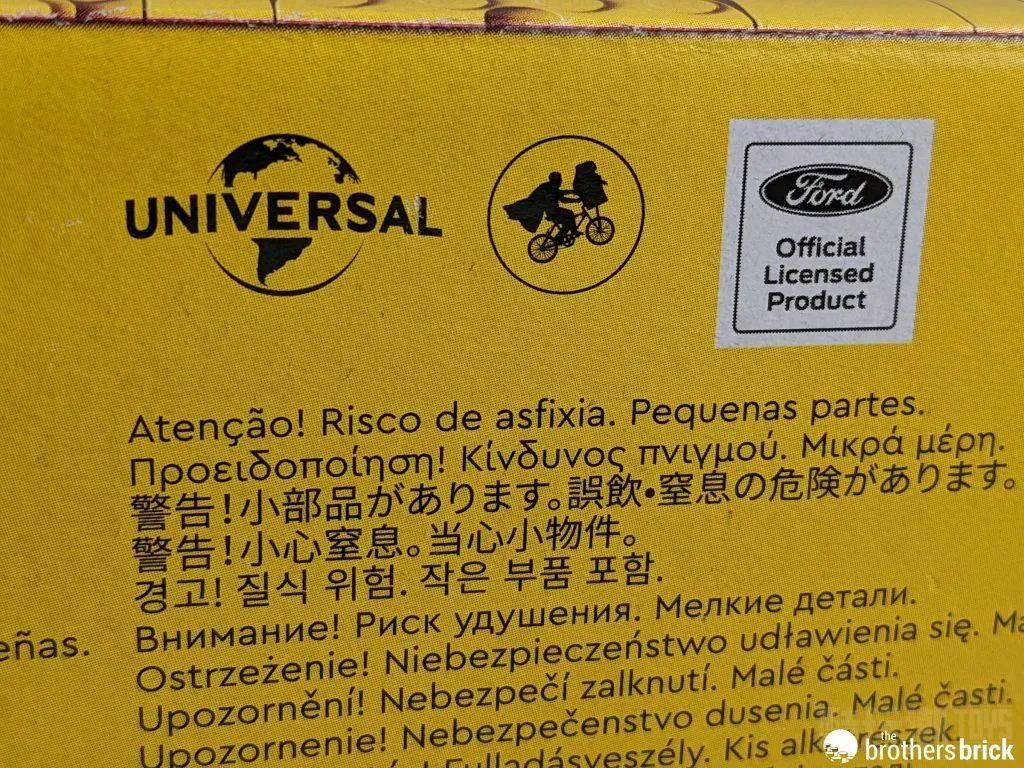 UNIVERSAL
Ford
Official
Licensed
Product
Atenção! Risco de asfixia. Pequenas partes.
Προειδοποίηση! Κίνδυνος πνιγμού. Μικρά μέρη.
警告!小部品があります。誤飲・窒息の危険があります。
警告!小心窒息。当心小物件。
경고! 질식 위험. 작은 부품 포함.
eñas. Внимание! Риск удушения. Мелкие детали.
Ostrzeżenie! Niebezpieczeństwo udławienia się. Ma
Upozornění! Nebezpečí zalknutí. Malé části.
Upozornenie! Nebezpečenstvo dusenia. Malé časti.
Fulladásveszély. Kis
the
brothersbrick